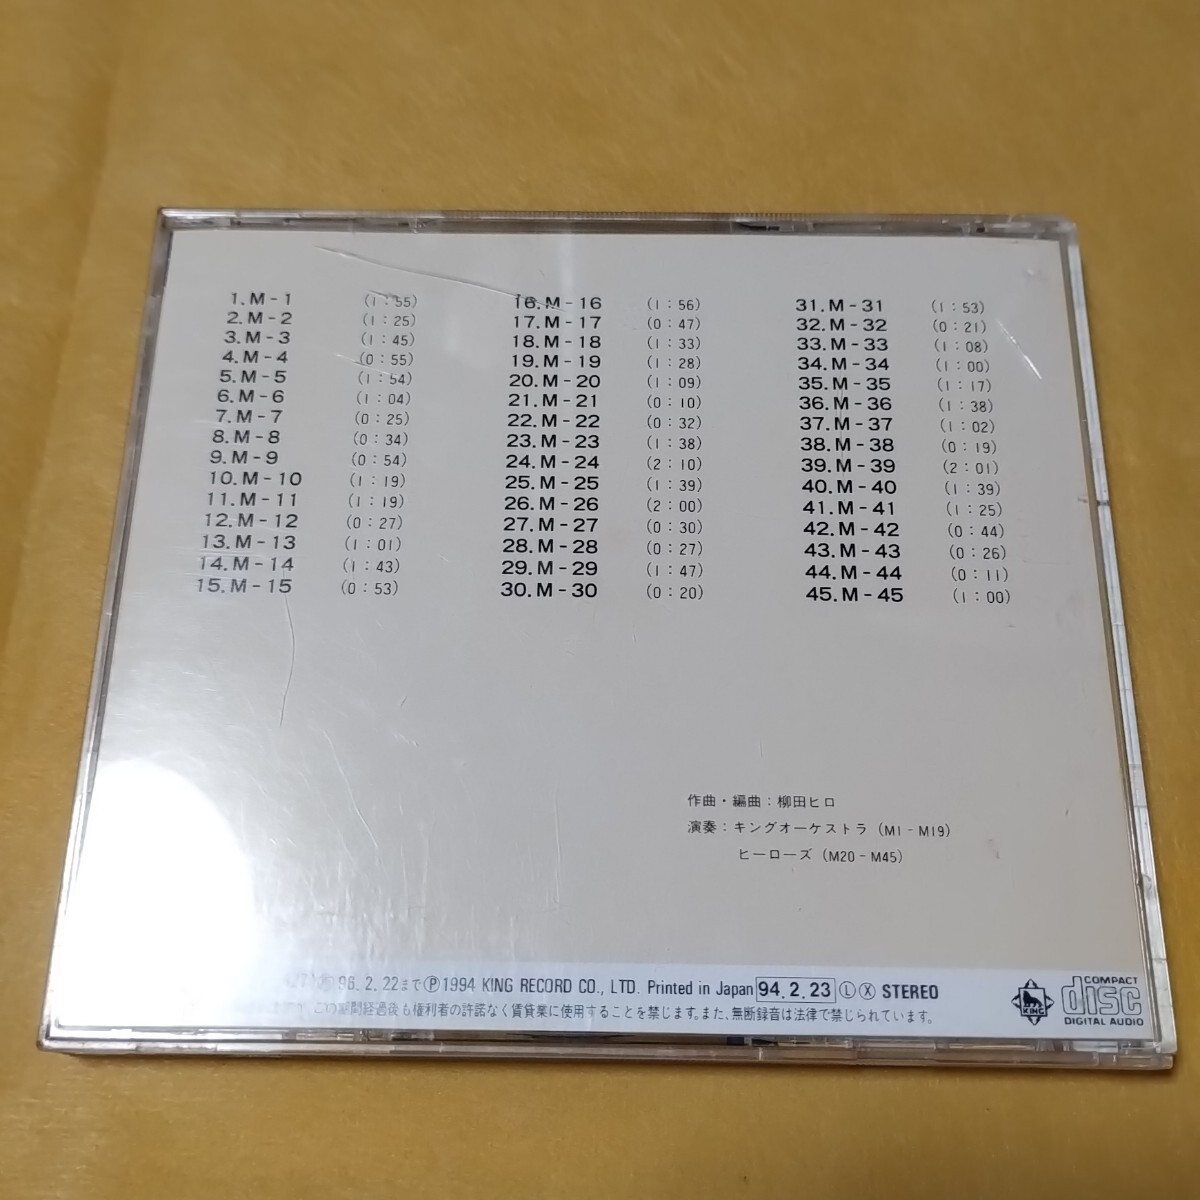 1. M-1 (1:55)
2. M-2 (1:25)
3. M-3 (1:45)
4. M-4 (0:55)
5. M-5 (1:54)
6. M-6 (1:04)
7. M-7 (0:25)
8. M-8 (0:34)
9. M-9 (0:54)
10. M-10 (1:19)
11. M-11 (1:19)
12. M-12 (0:27)
13. M-13 (1:01)
14. M-14 (1:43)
15. M-15 (0:53)
16. M-16 (1:56)
17. M-17 (0:47)
18. M-18 (1:33)
19. M-19 (1:28)
20. M-20 (1:09)
21. M-21 (0:10)
22. M-22 (0:32)
23. M-23 (1:38)
24. M-24 (2:10)
25. M-25 (1:39)
26. M-26 (2:00)
27. M-27 (0:30)
28. M-28 (0:27)
29. M-29 (1:47)
30. M-30 (0:20)
31. M-31 (1:53)
32. M-32 (0:21)
33. M-33 (1:08)
34. M-34 (1:00)
35. M-35 (1:17)
36. M-36 (1:38)
37. M-37 (1:02)
38. M-38 (0:19)
39. M-39 (2:01)
40. M-40 (1:39)
41. M-41 (1:25)
42. M-42 (0:44)
43. M-43 (0:26)
44. M-44 (0:11)
45. M-45 (1:00)
作曲・編曲：柳田ヒロ
演奏：キングオーケストラ（M1－M19）
ヒーローズ（M20－M45）
96. 2. 22まで Ⓟ1994 KING RECORD CO., LTD. Printed in Japan 94. 2. 23 Ⓛ Ⓧ STEREO
この期間経過後も権利者の許諾なく賃貸業に使用することを禁じます。また、無断録音は法律で禁じられています。
KING
COMPACT
disc
DIGITAL AUDIO